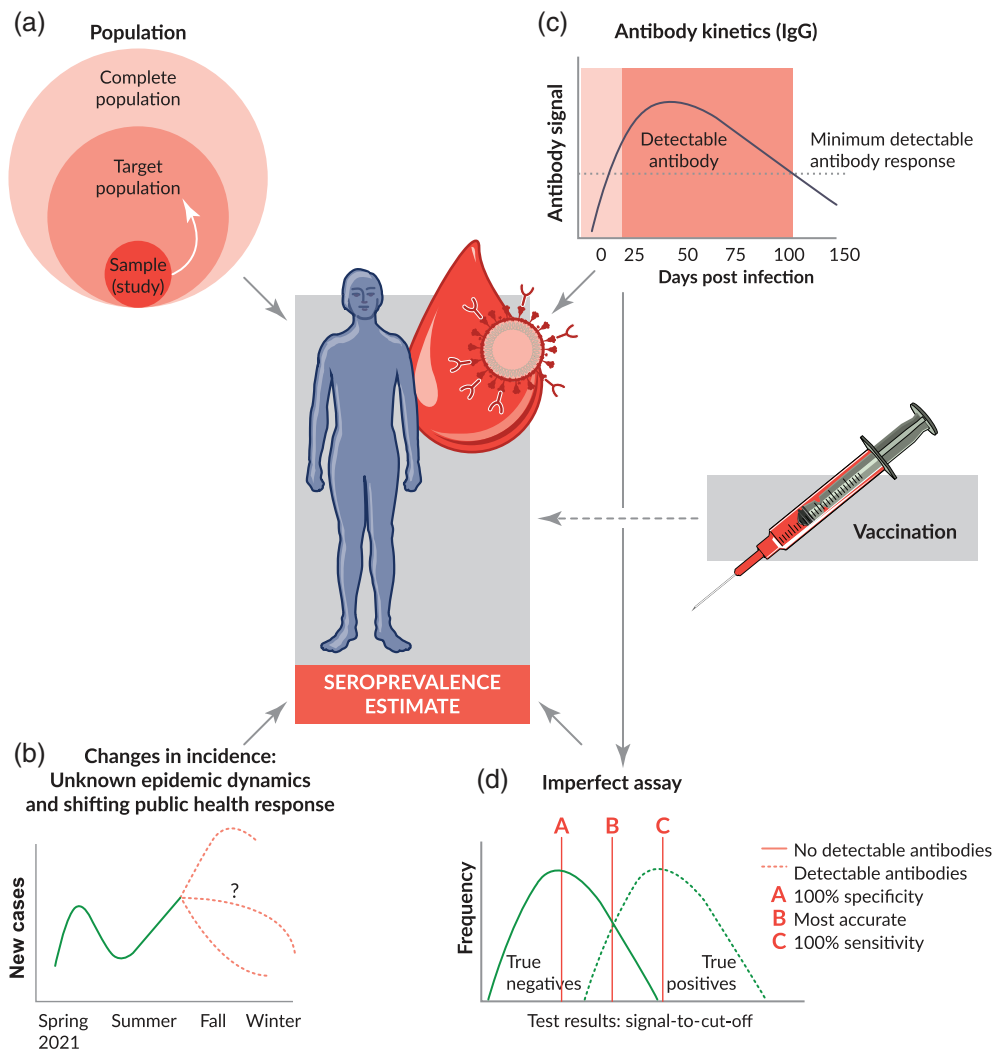 (a)
Population
Complete
population
Target
population
Sample
(study)
(c)
Antibody kinetics (IgG)
Antibody signal
Detectable
antibody
Minimum detectable
antibody response
0 25 50 75 100 150
Days post infection
Vaccination
SEROPREVALENCE
ESTIMATE
(b)
Changes in incidence:
Unknown epidemic dynamics
and shifting public health response
New cases
?
Spring
2021
Summer
Fall
Winter
(d)
Imperfect assay
A
B
C
Frequency
True
negatives
True
positives
Test results: signal-to-cut-off
No detectable antibodies
Detectable antibodies
A 100% specificity
B Most accurate
C 100% sensitivity